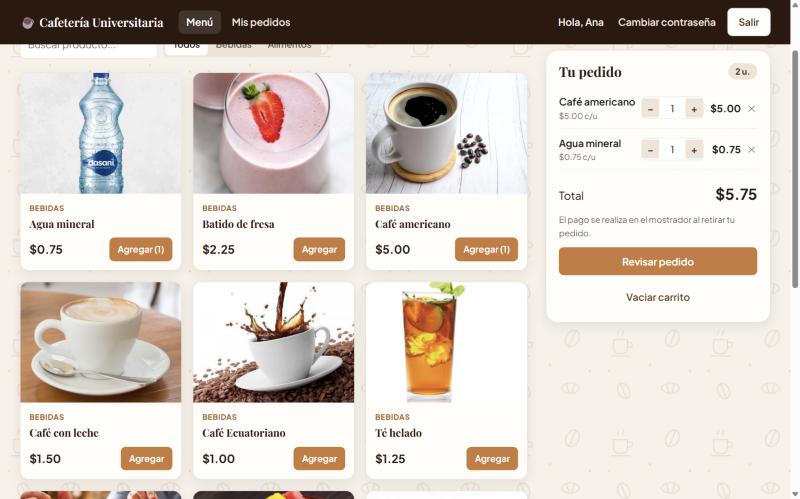 Cafetería Universitaria
Menú
Mis pedidos
Hola, Ana
Cambiar contraseña
Salir
Buscar producto...
Todos
Bebidas
Alimentos
dasani
BEBIDAS
Agua mineral
$0.75
Agregar (1)
BEBIDAS
Batido de fresa
$2.25
Agregar
BEBIDAS
Café americano
$5.00
Agregar (1)
BEBIDAS
Café con leche
$1.50
Agregar
BEBIDAS
Café Ecuatoriano
$1.00
Agregar
BEBIDAS
Té helado
$1.25
Agregar
Tu pedido
2 u.
Café americano
$5.00 c/u
- 1 + $5.00 ×
Agua mineral
$0.75 c/u
- 1 + $0.75 ×
Total $5.75
El pago se realiza en el mostrador al retirar tu
pedido.
Revisar pedido
Vaciar carrito